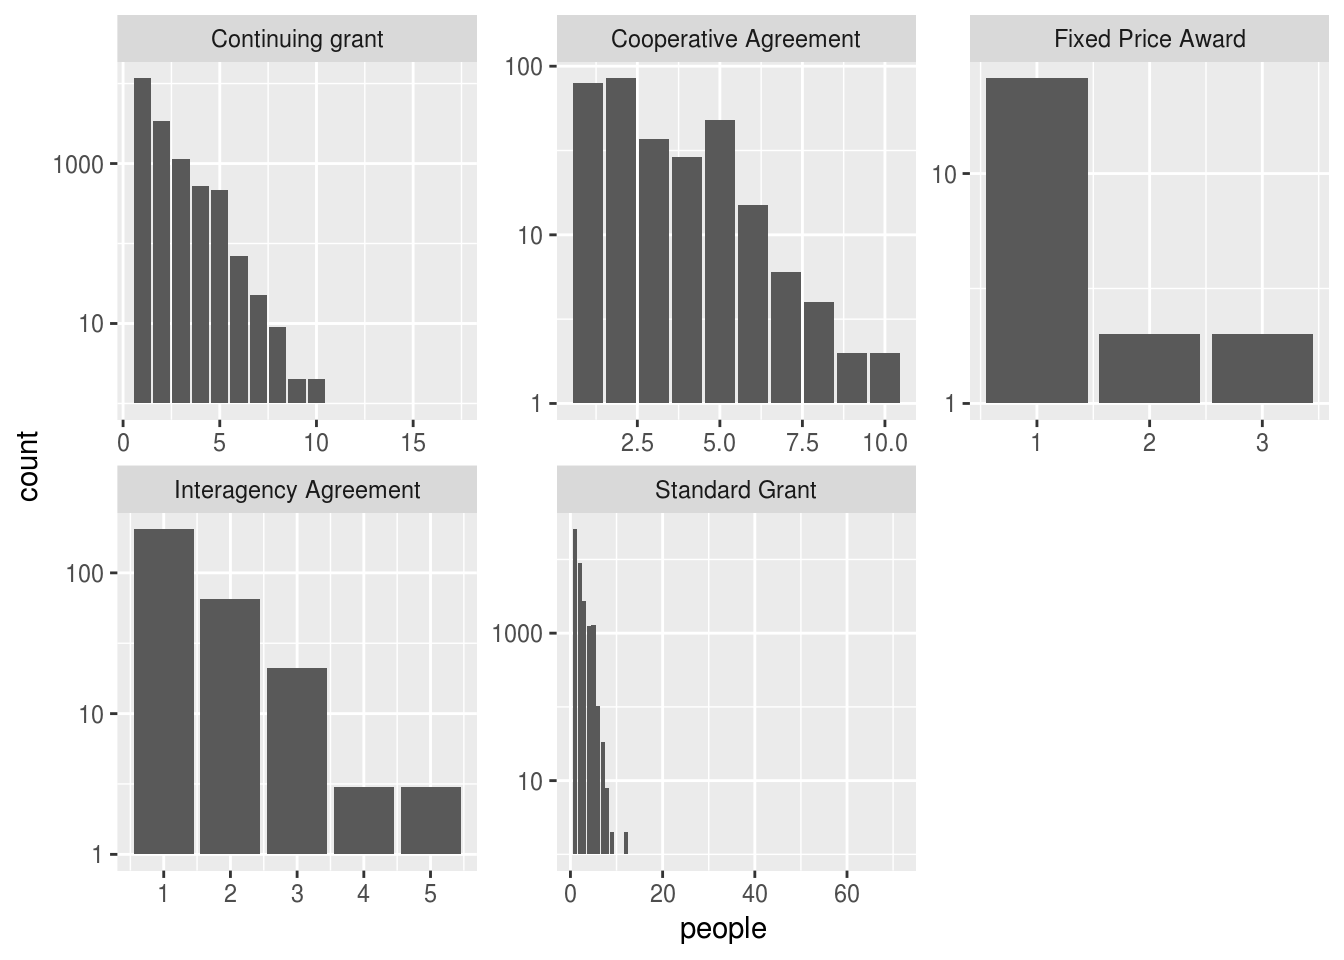 Continuing grant
Cooperative Agreement
Fixed Price Award
1000
10
0 5 10 15
100
10
1
2.5 5.0 7.5 10.0
10
1
1 2 3
count
Interagency Agreement
Standard Grant
100
10
1
1 2 3 4 5
1000
10
0 20 40 60
people